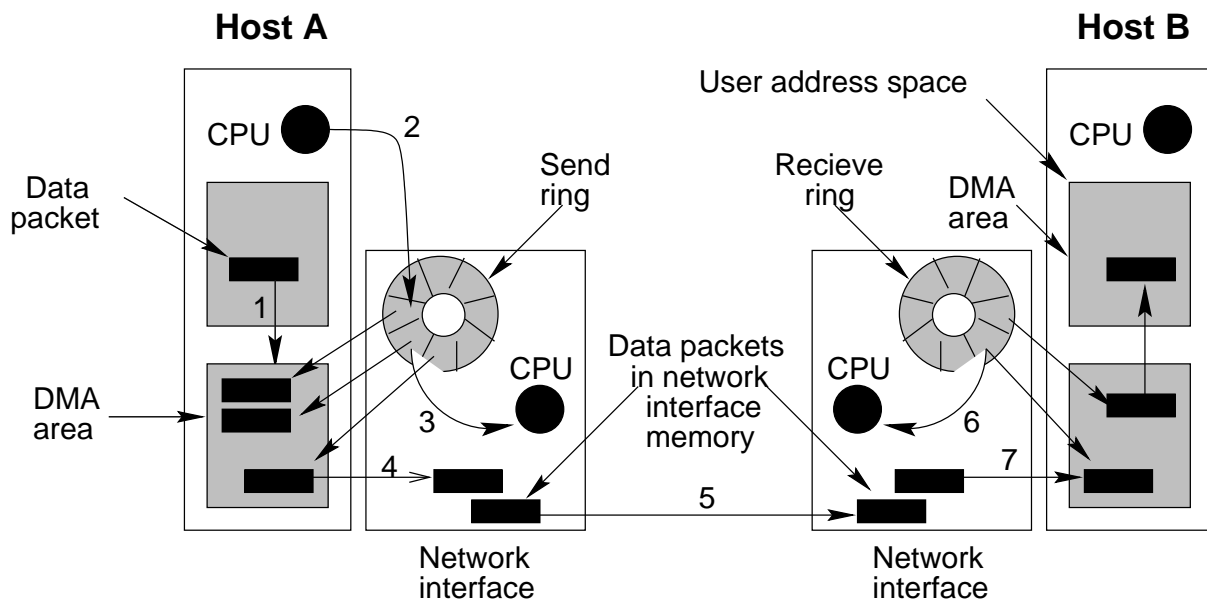 Host A
Host B
User address space
CPU
2
CPU
Send
ring
Recieve
ring
DMA
area
Data
packet
1
DMA
area
3
CPU
Data packets
in network
interface
memory
CPU
6
4
5
7
Network
interface
Network
interface